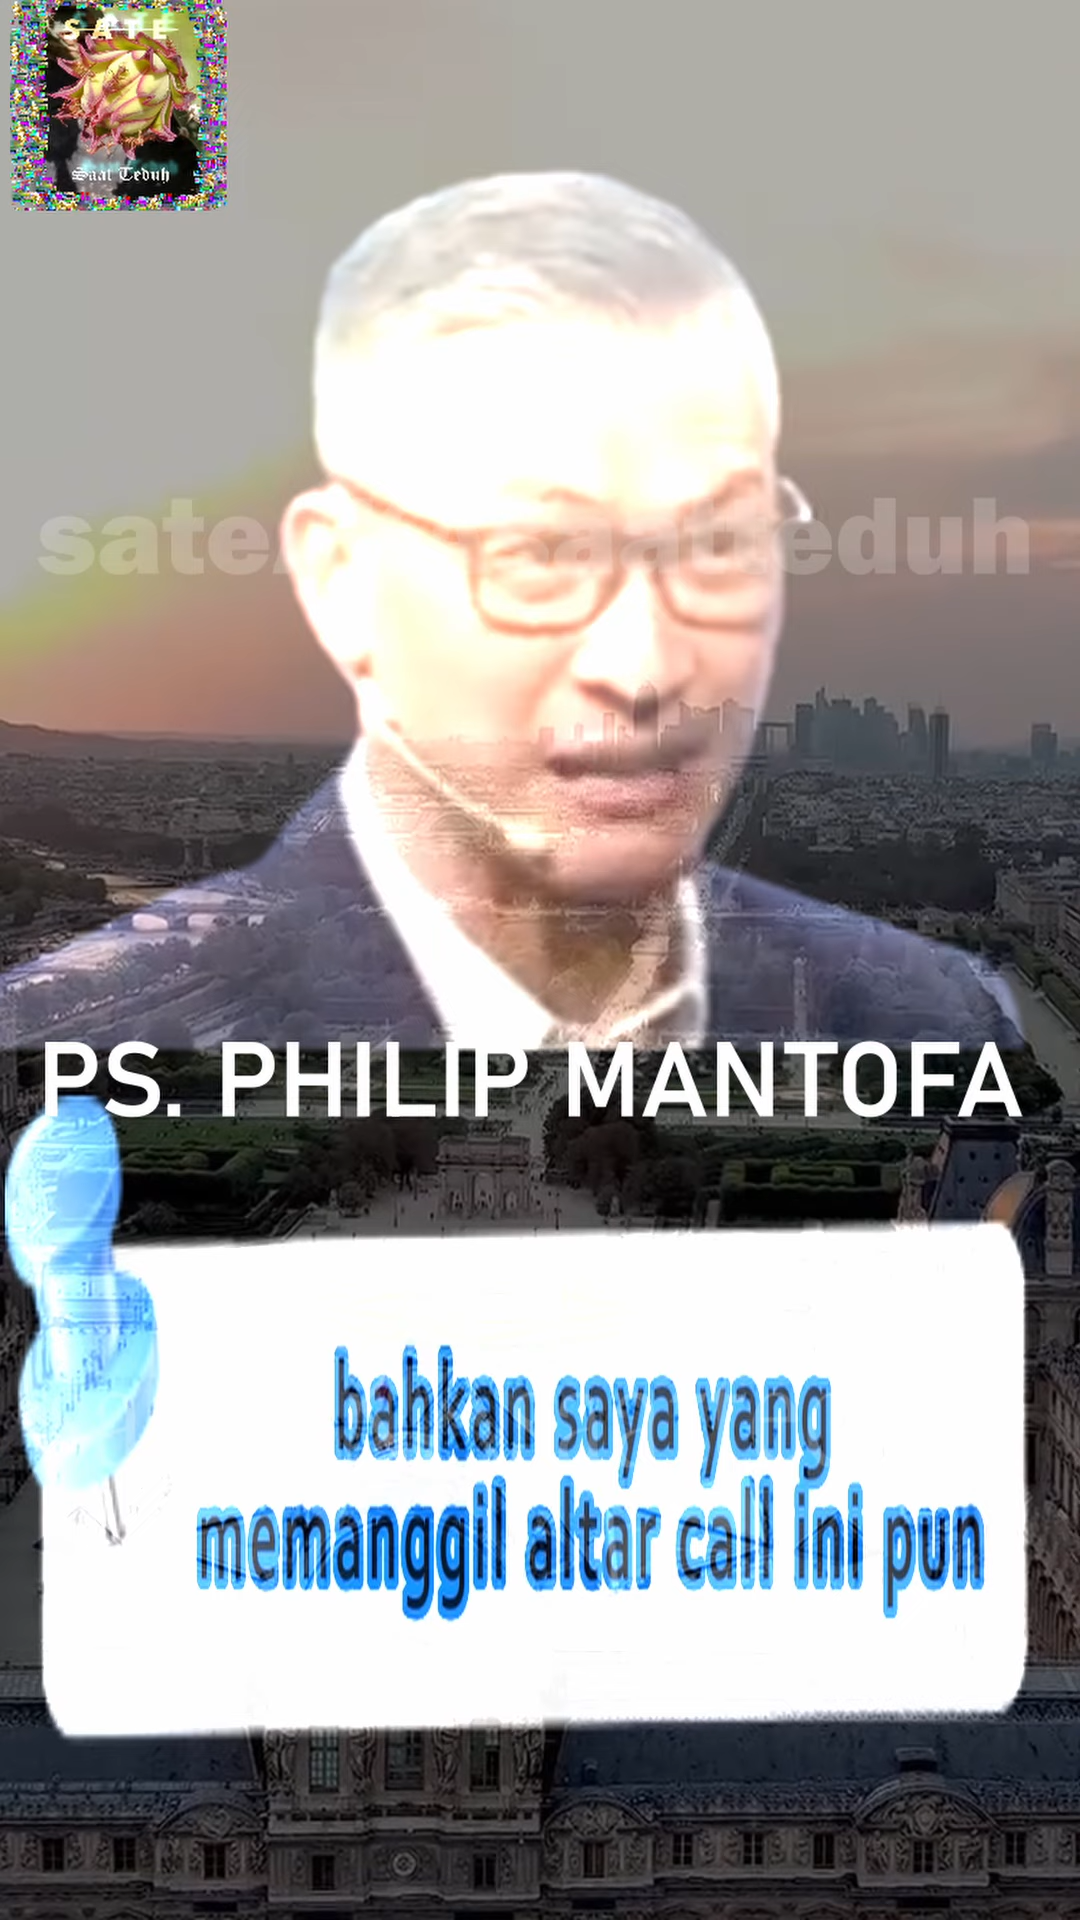 SATE
Saat Teduh
PS. PHILIP MANTOFA
bahkan saya yang
memanggil altar call ini pun